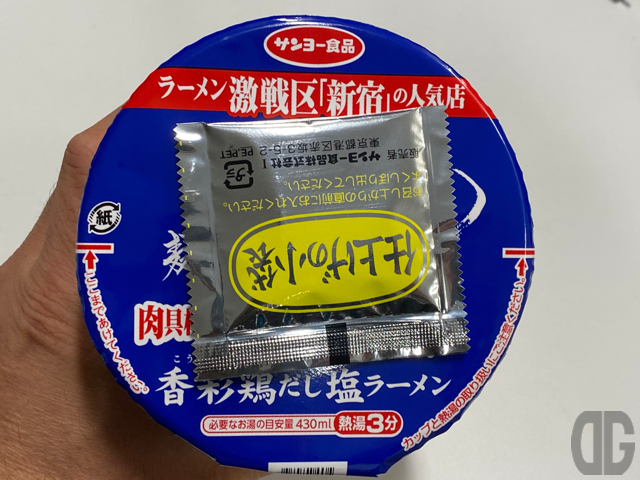 サンヨー食品
ラーメン激戦区「新宿」の人気店
販売者 サンヨー食品株式会社 I
東京都港区赤坂3-5-2 PE,PET
プラ
お召し上がりの直前にお入れください。
よくしぼり出してください。
仕上げの小袋
紙
ここまであけてください。
肉具
香彩鶏だし塩ラーメン
必要なお湯の目安量 430ml 熱湯3分
カップと熱湯の取り扱いにご注意ください。
DG